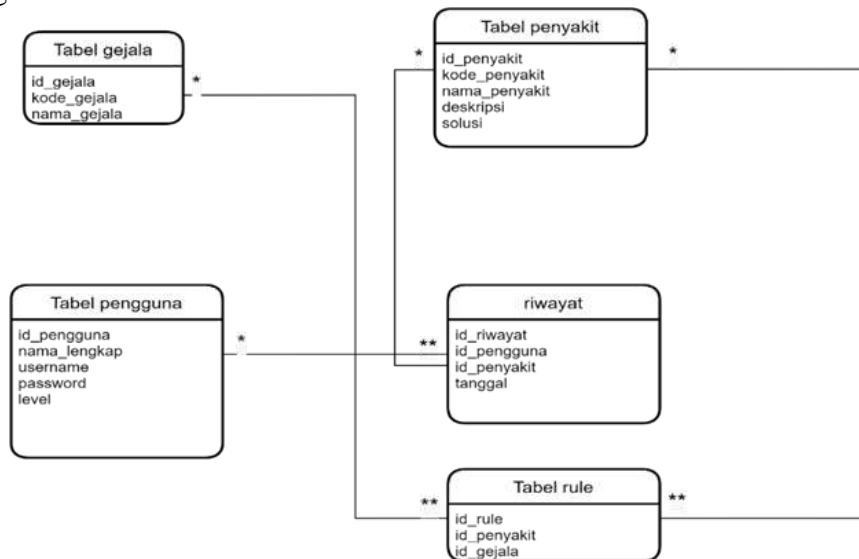 Tabel gejala
id_gejala
kode_gejala
nama_gejala
*
Tabel penyakit
id_penyakit
kode_penyakit
nama_penyakit
deskripsi
solusi
*
*
Tabel pengguna
id_pengguna
nama_lengkap
username
password
level
*
riwayat
id_riwayat
id_pengguna
id_penyakit
tanggal
**
Tabel rule
id_rule
id_penyakit
id_gejala
**
**